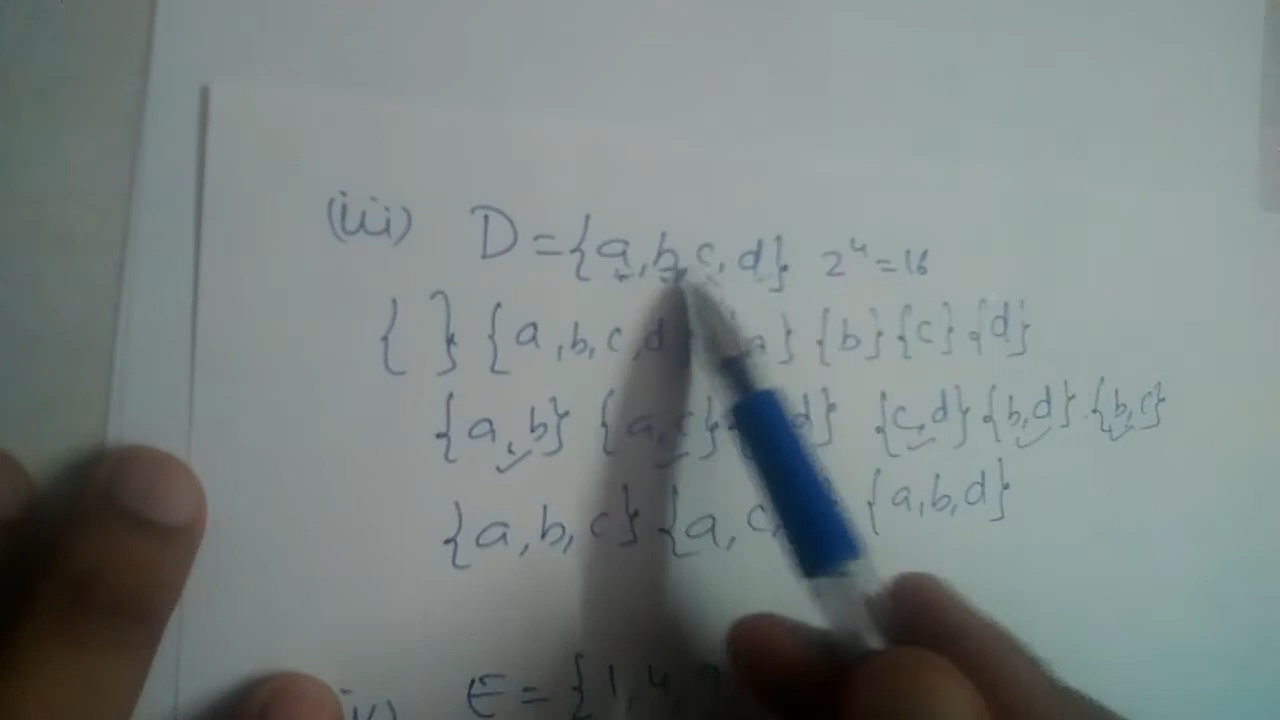 (iii) D = {a, b, c, d} 2⁴ = 16
{ } {a, b, c, d} a} {b} {c} {d}
{a, b} {a, c} { d} {c, d} {b, d} {b, c}
{a, b, c} {a, c, {a, b, d}
E = {1, 4,